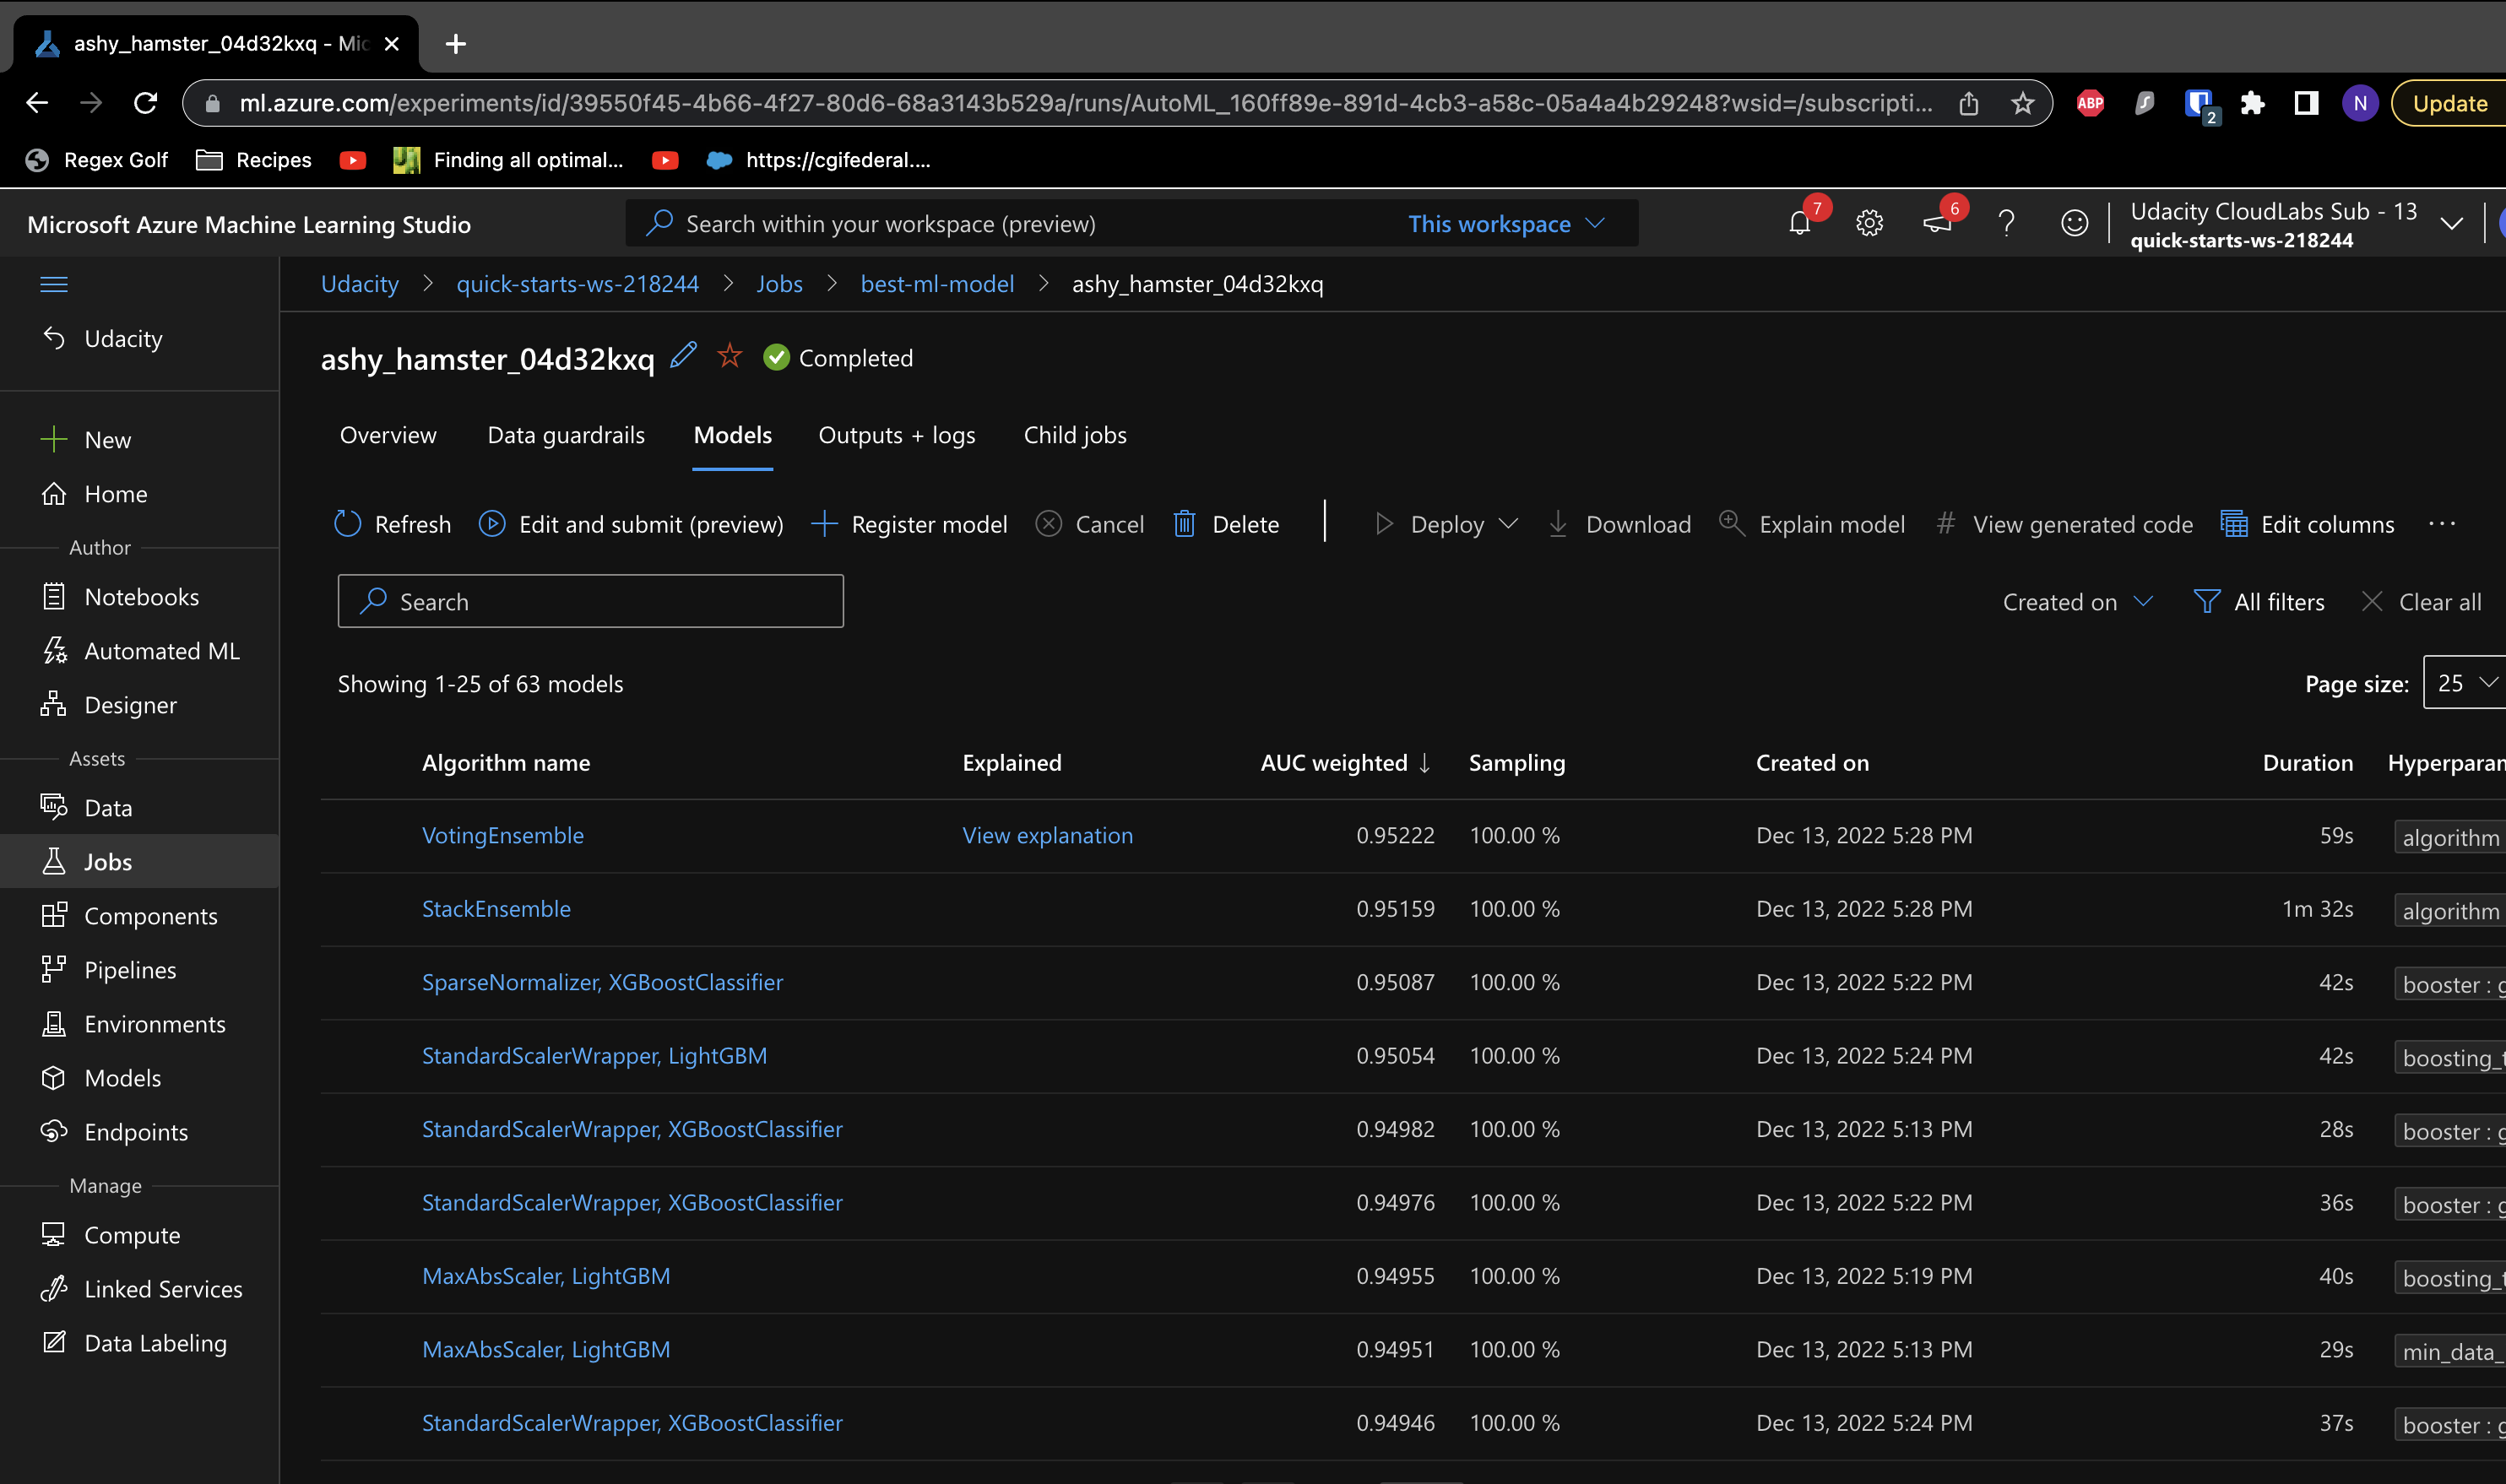 ashy_hamster_04d32kxq - Mic
ml.azure.com/experiments/id/39550f45-4b66-4f27-80d6-68a3143b529a/runs/AutoML_160ff89e-891d-4cb3-a58c-05a4a4b29248?wsid=/subscripti... ABP 2 N Update
Regex Golf Recipes Finding all optimal... https://cgifederal....
Microsoft Azure Machine Learning Studio Search within your workspace (preview) This workspace 7 6 Udacity CloudLabs Sub - 13
quick-starts-ws-218244
Udacity > quick-starts-ws-218244 > Jobs > best-ml-model > ashy_hamster_04d32kxq
Udacity
ashy_hamster_04d32kxq Completed
New
Home
Author
Notebooks
Automated ML
Designer
Assets
Data
Jobs
Components
Pipelines
Environments
Models
Endpoints
Manage
Compute
Linked Services
Data Labeling
Overview Data guardrails Models Outputs + logs Child jobs
Refresh Edit and submit (preview) Register model Cancel Delete Deploy Download Explain model # View generated code Edit columns ...
Search Created on All filters Clear all
Showing 1-25 of 63 models Page size: 25
Algorithm name Explained AUC weighted ↓ Sampling Created on Duration Hyperparam
VotingEnsemble View explanation 0.95222 100.00 % Dec 13, 2022 5:28 PM 59s algorithm
StackEnsemble 0.95159 100.00 % Dec 13, 2022 5:28 PM 1m 32s algorithm
SparseNormalizer, XGBoostClassifier 0.95087 100.00 % Dec 13, 2022 5:22 PM 42s booster : g
StandardScalerWrapper, LightGBM 0.95054 100.00 % Dec 13, 2022 5:24 PM 42s boosting_t
StandardScalerWrapper, XGBoostClassifier 0.94982 100.00 % Dec 13, 2022 5:13 PM 28s booster : g
StandardScalerWrapper, XGBoostClassifier 0.94976 100.00 % Dec 13, 2022 5:22 PM 36s booster : g
MaxAbsScaler, LightGBM 0.94955 100.00 % Dec 13, 2022 5:19 PM 40s boosting_t
MaxAbsScaler, LightGBM 0.94951 100.00 % Dec 13, 2022 5:13 PM 29s min_data_
StandardScalerWrapper, XGBoostClassifier 0.94946 100.00 % Dec 13, 2022 5:24 PM 37s booster : g